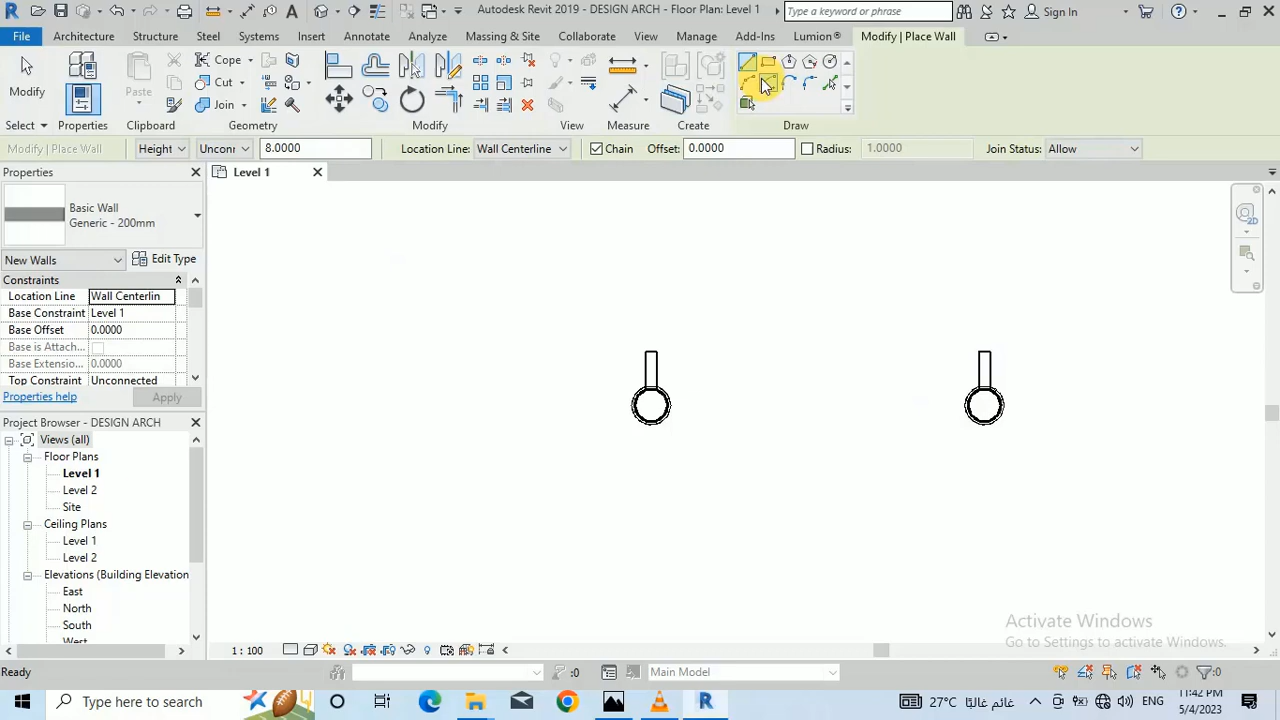 Autodesk Revit 2019 - DESIGN ARCH - Floor Plan: Level 1
Type a keyword or phrase
Sign In
File Architecture Structure Steel Systems Insert Annotate Analyze Massing & Site Collaborate View Manage Add-Ins Lumion® Modify | Place Wall
Modify
Paste
Cope
Cut
Join
Select Properties Clipboard Geometry Modify View Measure Create Draw
Modify | Place Wall Height Unconr 8.0000 Location Line: Wall Centerline Chain Offset: 0.0000 Radius: 1.0000 Join Status: Allow
Properties
Level 1
Basic Wall
Generic - 200mm
New Walls Edit Type
Constraints
Location Line Wall Centerlin
Base Constraint Level 1
Base Offset 0.0000
Base is Attach...
Base Extensio... 0.0000
Top Constraint Unconnected
Properties help Apply
Project Browser - DESIGN ARCH
Views (all)
Floor Plans
Level 1
Level 2
Site
Ceiling Plans
Level 1
Level 2
Elevations (Building Elevation
East
North
South
West
2D
Activate Windows
Go to Settings to activate Windows.
1 : 100
Ready
:0
Main Model
:0
Type here to search
27°C غائم غالبًا
ENG
11:42 PM
5/4/2023